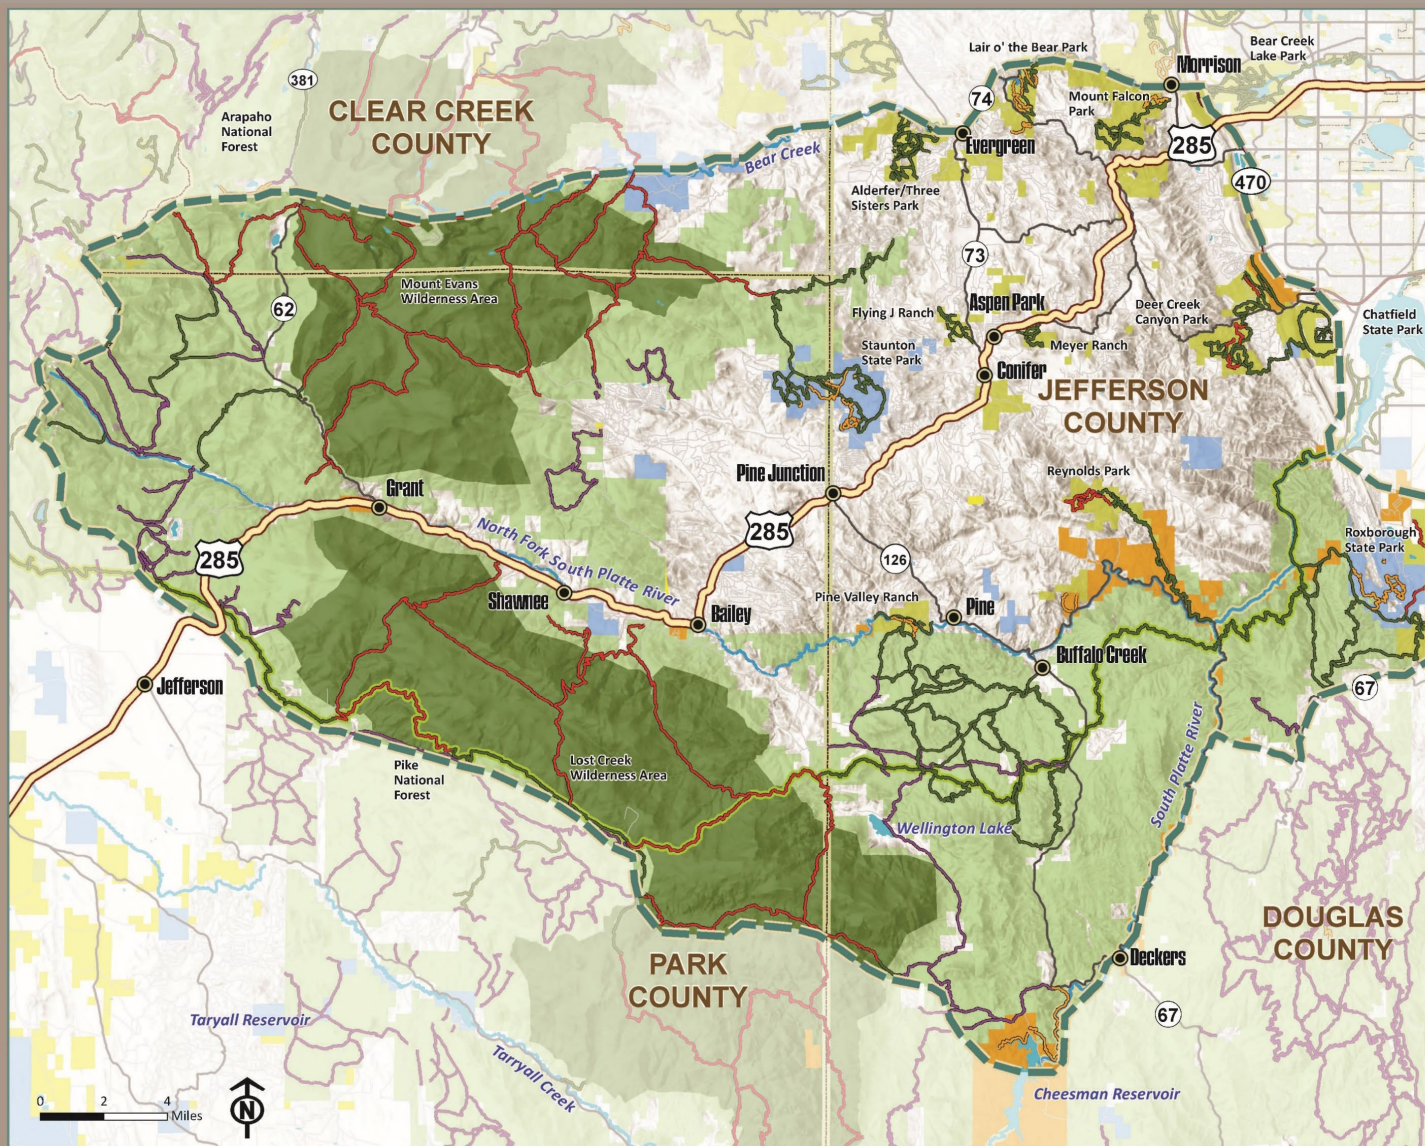 Lair o' the Bear Park
Bear Creek
Lake Park
Morrison
381
74
Mount Falcon
Park
CLEAR CREEK
COUNTY
Arapaho
National
Forest
285
Evergreen
Bear Creek
470
Alderfer/Three
Sisters Park
73
Mount Evans
Wilderness Area
62
Aspen Park
Flying J Ranch
Deer Creek
Canyon Park
Chatfield
State Park
Staunton
State Park
Meyer Ranch
Conifer
JEFFERSON
COUNTY
Pine Junction
Reynolds Park
Grant
285
North Fork South Platte River
285
126
Roxborough
State Park
Shawnee
Bailey
Pine Valley Ranch
Pine
Buffalo Creek
Jefferson
67
South Platte River
Pike
National
Forest
Lost Creek
Wilderness Area
Wellington Lake
DOUGLAS
COUNTY
Deckers
PARK
COUNTY
Taryall Reservoir
67
Tarryall Creek
Cheesman Reservoir
0 2 4
Miles
N